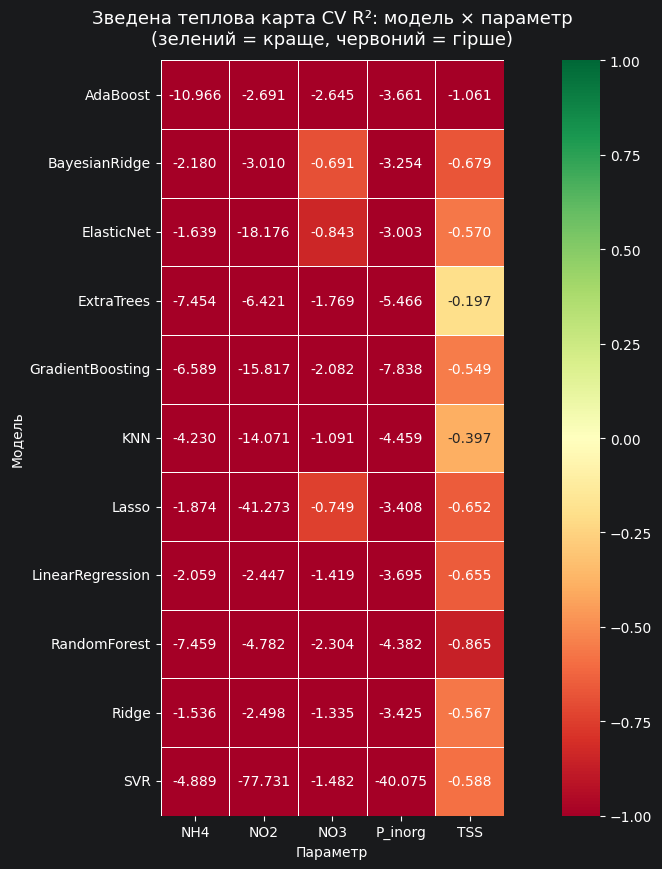 Зведена теплова карта CV R²: модель × параметр
(зелений = краще, червоний = гірше)
AdaBoost -10.966 -2.691 -2.645 -3.661 -1.061
BayesianRidge -2.180 -3.010 -0.691 -3.254 -0.679
ElasticNet -1.639 -18.176 -0.843 -3.003 -0.570
ExtraTrees -7.454 -6.421 -1.769 -5.466 -0.197
GradientBoosting -6.589 -15.817 -2.082 -7.838 -0.549
KNN -4.230 -14.071 -1.091 -4.459 -0.397
Lasso -1.874 -41.273 -0.749 -3.408 -0.652
LinearRegression -2.059 -2.447 -1.419 -3.695 -0.655
RandomForest -7.459 -4.782 -2.304 -4.382 -0.865
Ridge -1.536 -2.498 -1.335 -3.425 -0.567
SVR -4.889 -77.731 -1.482 -40.075 -0.588
NH4 NO2 NO3 P_inorg TSS
Параметр
Модель
1.00
0.75
0.50
0.25
0.00
−0.25
−0.50
−0.75
−1.00